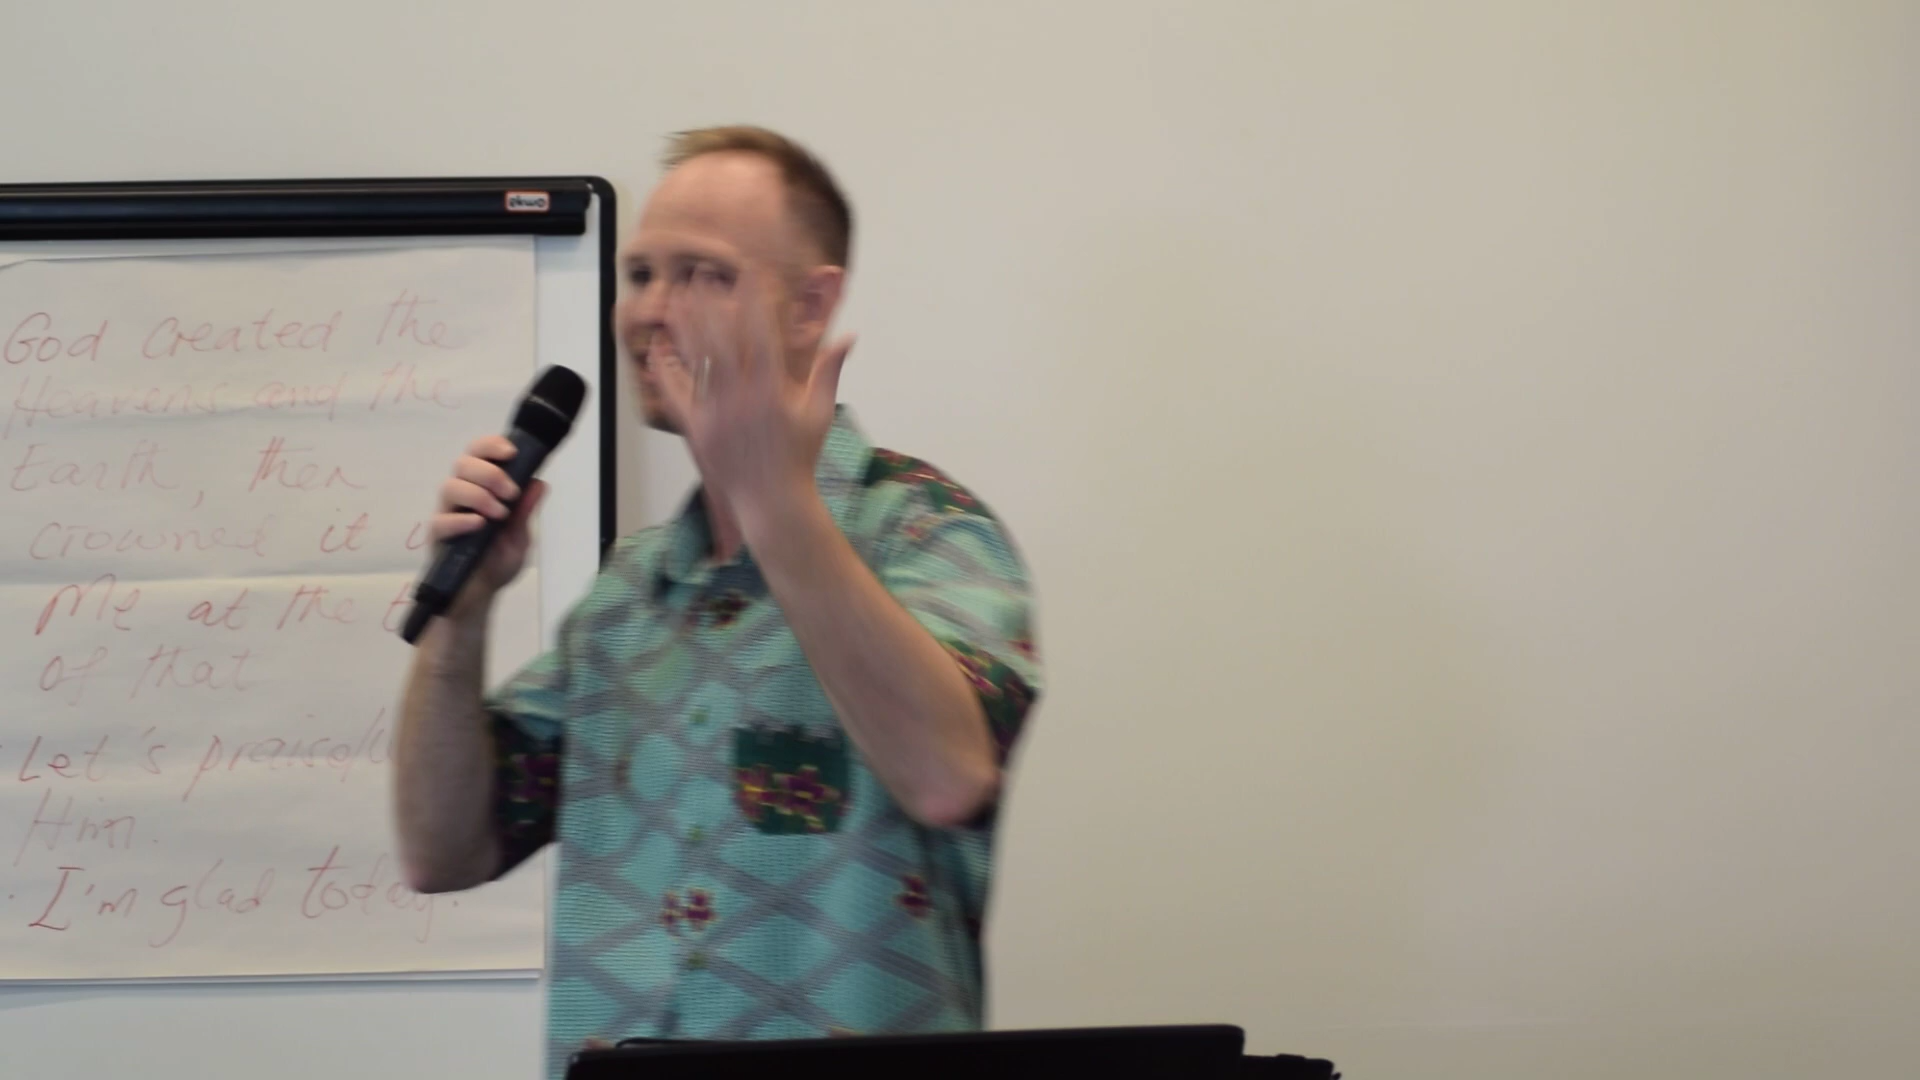 ekwo
God created the
Heavens and the
Earth, then
crowned it
Me at the
of that
Let's praise
Him.
I'm glad today.